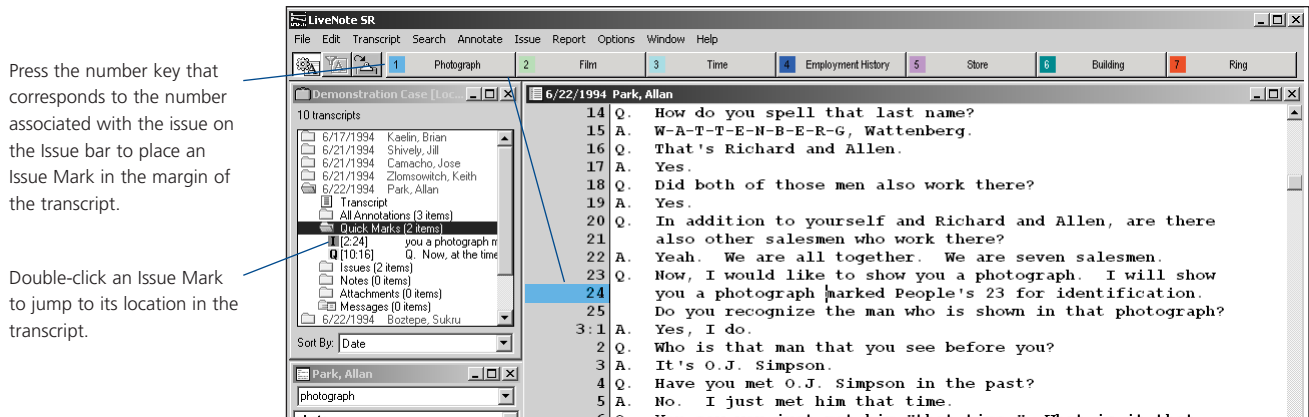 Press the number key that
corresponds to the number
associated with the issue on
the Issue bar to place an
Issue Mark in the margin of
the transcript.
Double-click an Issue Mark
to jump to its location in the
transcript.
LiveNote SR
File Edit Transcript Search Annotate Issue Report Options Window Help
1 Photograph 2 Film 3 Time 4 Employment History 5 Store 6 Building 7 Ring
Demonstration Case [Loc...
10 transcripts
6/17/1994 Kaelin, Brian
6/21/1994 Shively, Jill
6/21/1994 Camacho, Jose
6/21/1994 Zlomsowitch, Keith
6/22/1994 Park, Allan
Transcript
All Annotations (3 items)
Quick Marks (2 items)
I [2:24] you a photograph m
Q [10:16] Q. Now, at the time
Issues (2 items)
Notes (0 items)
Attachments (0 items)
Messages (0 items)
6/22/1994 Boztepe, Sukru
Sort By: Date
Park, Allan
photograph
6/22/1994 Park, Allan
14 Q. How do you spell that last name?
15 A. W-A-T-T-E-N-B-E-R-G, Wattenberg.
16 Q. That's Richard and Allen.
17 A. Yes.
18 Q. Did both of those men also work there?
19 A. Yes.
20 Q. In addition to yourself and Richard and Allen, are there
21 also other salesmen who work there?
22 A. Yeah. We are all together. We are seven salesmen.
23 Q. Now, I would like to show you a photograph. I will show
24 you a photograph marked People's 23 for identification.
25 Do you recognize the man who is shown in that photograph?
3:1 A. Yes, I do.
2 Q. Who is that man that you see before you?
3 A. It's O.J. Simpson.
4 Q. Have you met O.J. Simpson in the past?
5 A. No. I just met him that time.